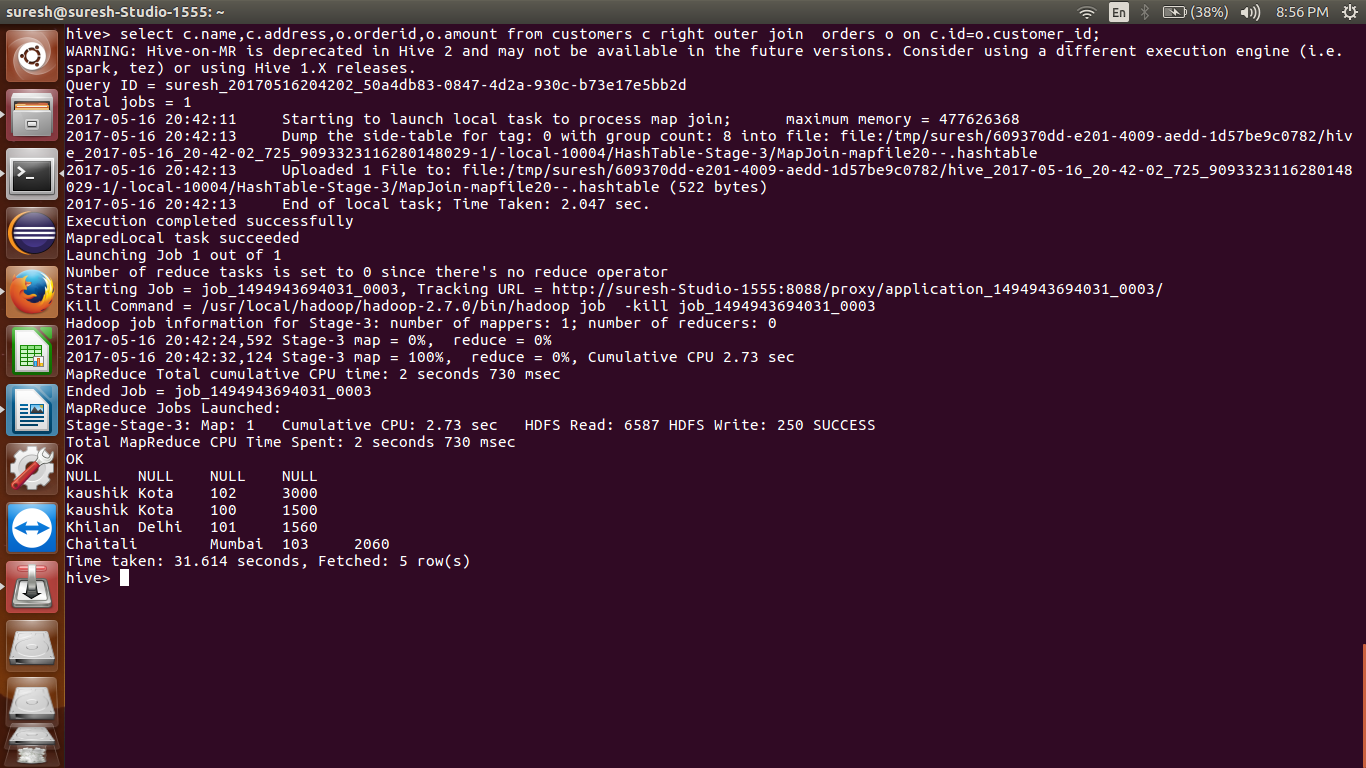 suresh@suresh-Studio-1555: ~
En
(38%)
8:56 PM
hive> select c.name,c.address,o.orderid,o.amount from customers c right outer join  orders o on c.id=o.customer_id;
WARNING: Hive-on-MR is deprecated in Hive 2 and may not be available in the future versions. Consider using a different execution engine (i.e.
spark, tez) or using Hive 1.X releases.
Query ID = suresh_20170516204202_50a4db83-0847-4d2a-930c-b73e17e5bb2d
Total jobs = 1
2017-05-16 20:42:11     Starting to launch local task to process map join;      maximum memory = 477626368
2017-05-16 20:42:13     Dump the side-table for tag: 0 with group count: 8 into file: file:/tmp/suresh/609370dd-e201-4009-aedd-1d57be9c0782/hiv
e_2017-05-16_20-42-02_725_9093323116280148029-1/-local-10004/HashTable-Stage-3/MapJoin-mapfile20--.hashtable
2017-05-16 20:42:13     Uploaded 1 File to: file:/tmp/suresh/609370dd-e201-4009-aedd-1d57be9c0782/hive_2017-05-16_20-42-02_725_9093323116280148
029-1/-local-10004/HashTable-Stage-3/MapJoin-mapfile20--.hashtable (522 bytes)
2017-05-16 20:42:13     End of local task; Time Taken: 2.047 sec.
Execution completed successfully
MapredLocal task succeeded
Launching Job 1 out of 1
Number of reduce tasks is set to 0 since there's no reduce operator
Starting Job = job_1494943694031_0003, Tracking URL = http://suresh-Studio-1555:8088/proxy/application_1494943694031_0003/
Kill Command = /usr/local/hadoop/hadoop-2.7.0/bin/hadoop job  -kill job_1494943694031_0003
Hadoop job information for Stage-3: number of mappers: 1; number of reducers: 0
2017-05-16 20:42:24,592 Stage-3 map = 0%,  reduce = 0%
2017-05-16 20:42:32,124 Stage-3 map = 100%,  reduce = 0%, Cumulative CPU 2.73 sec
MapReduce Total cumulative CPU time: 2 seconds 730 msec
Ended Job = job_1494943694031_0003
MapReduce Jobs Launched:
Stage-Stage-3: Map: 1   Cumulative CPU: 2.73 sec   HDFS Read: 6587 HDFS Write: 250 SUCCESS
Total MapReduce CPU Time Spent: 2 seconds 730 msec
OK
NULL    NULL    NULL    NULL
kaushik Kota    102     3000
kaushik Kota    100     1500
Khilan  Delhi   101     1560
Chaitali        Mumbai  103     2060
Time taken: 31.614 seconds, Fetched: 5 row(s)
hive>